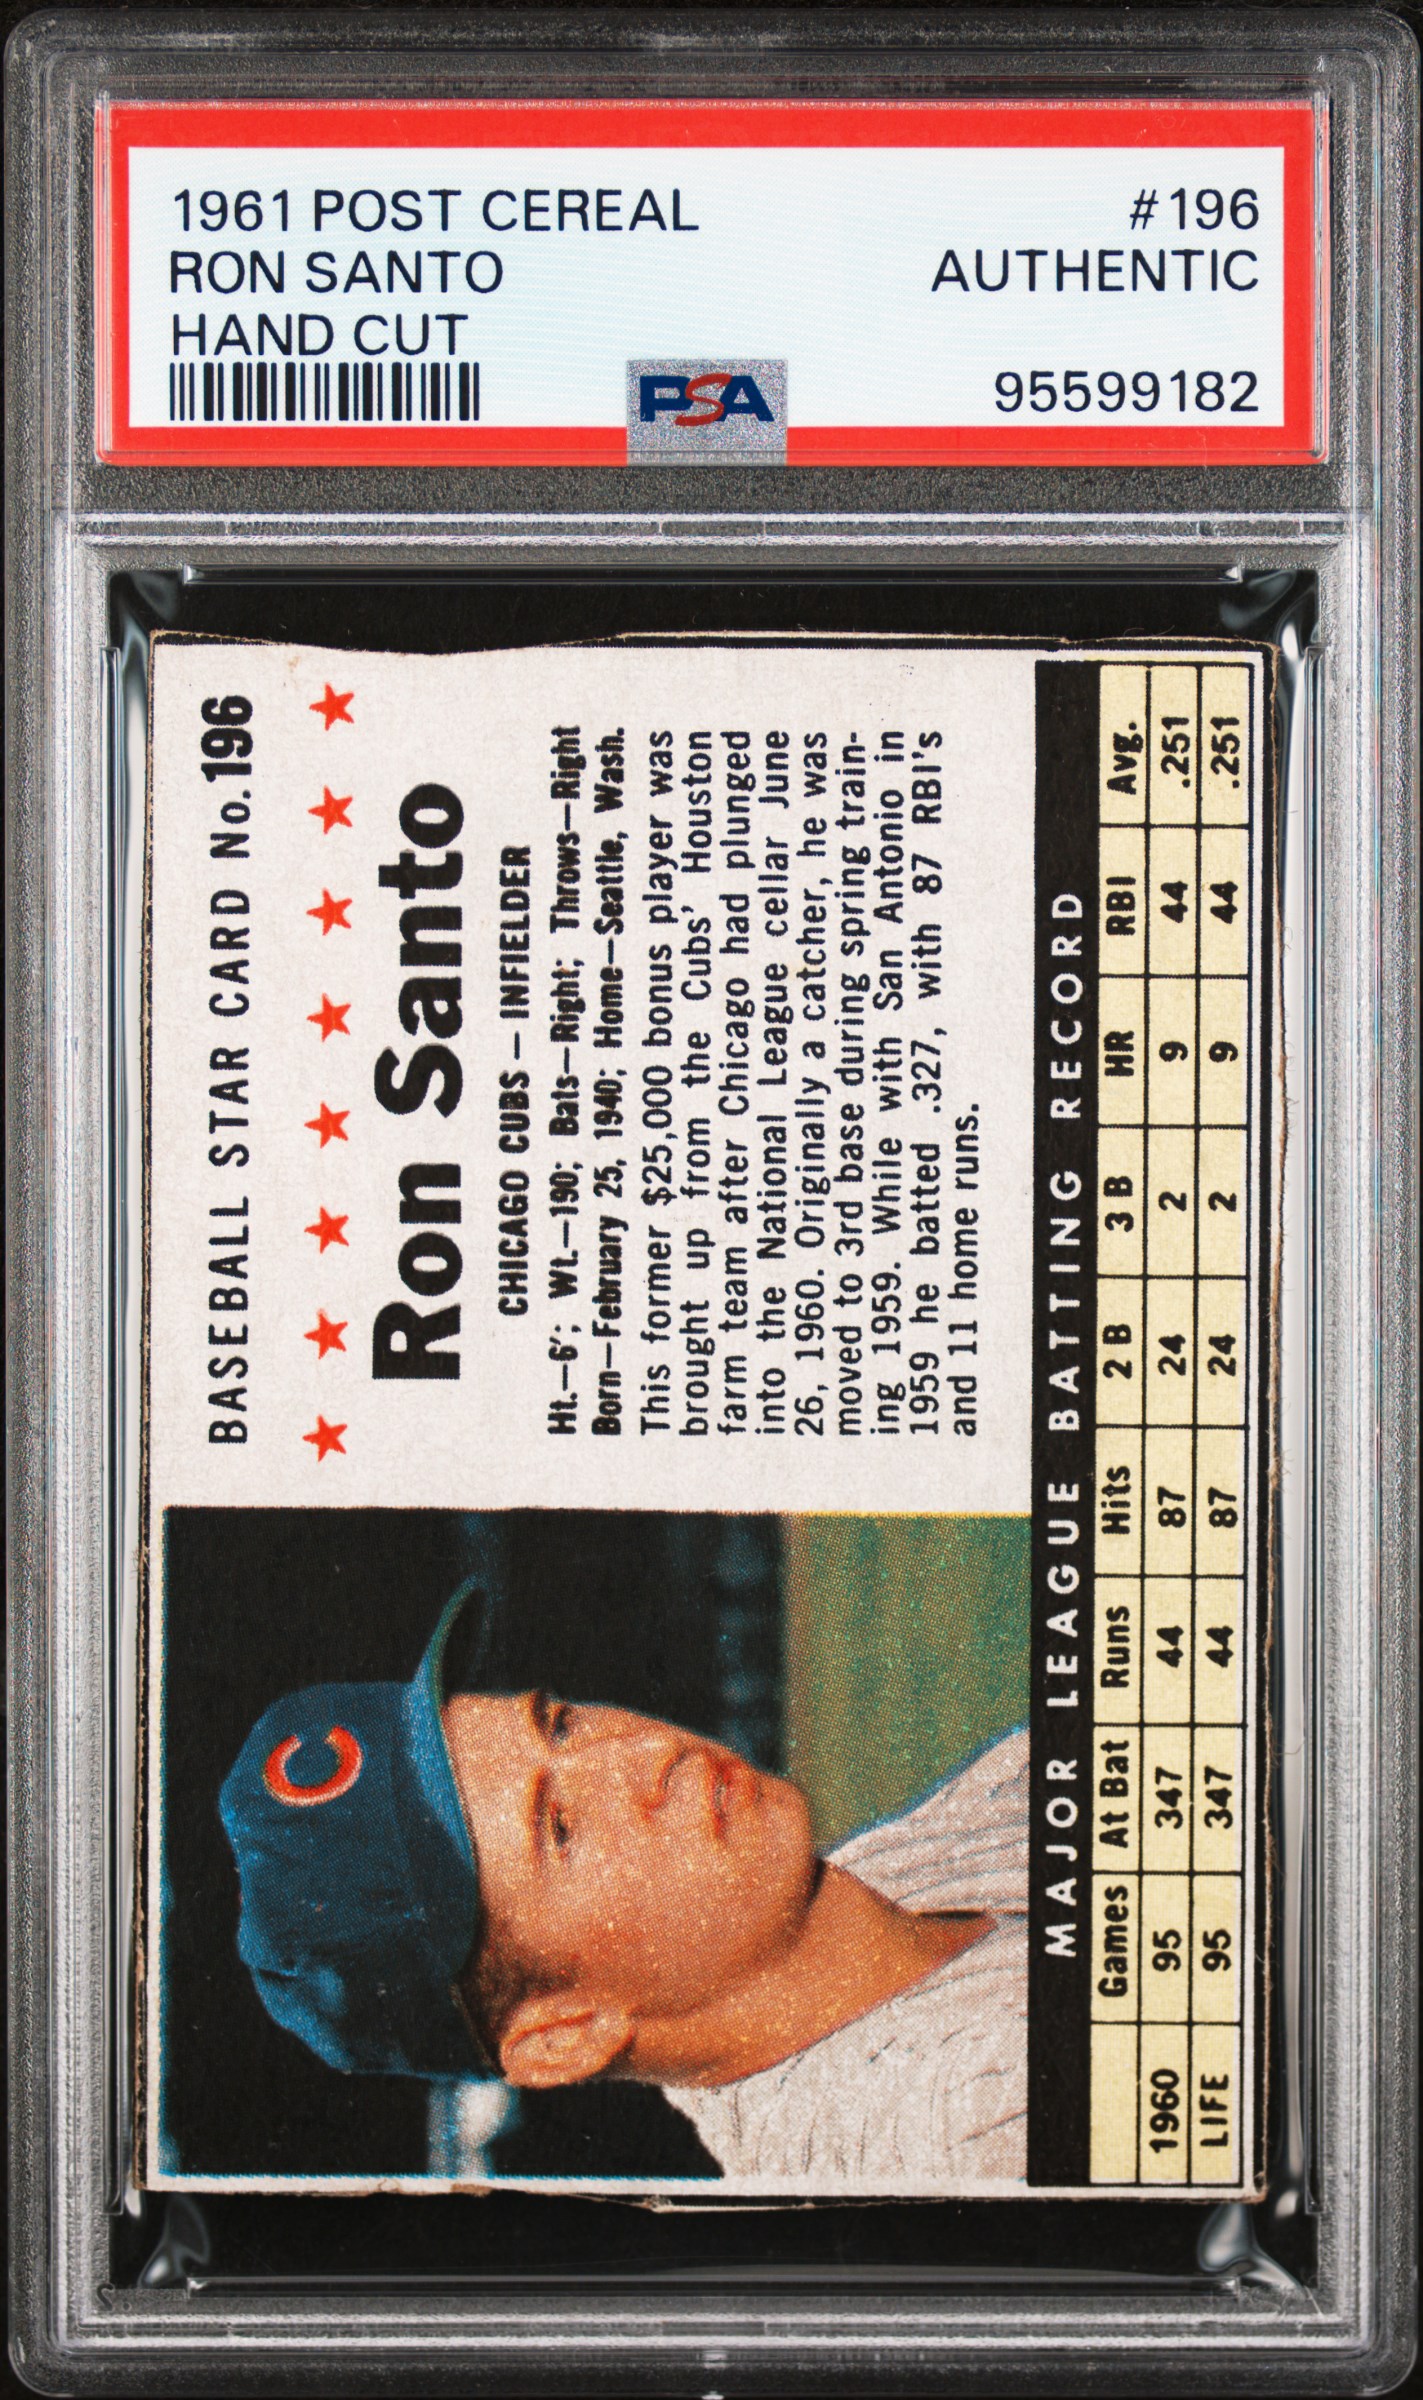 1961 POST CEREAL #196
RON SANTO AUTHENTIC
HAND CUT
PSA 95599182
BASEBALL STAR CARD No. 196
Ron Santo
CHICAGO CUBS – INFIELDER
Ht.—6'; Wt.—190; Bats—Right; Throws—Right
Born—February 25, 1940; Home—Seattle, Wash.
This former $25,000 bonus player was
brought up from the Cubs' Houston
farm team after Chicago had plunged
into the National League cellar June
26, 1960. Originally a catcher, he was
moved to 3rd base during spring train-
ing 1959. While with San Antonio in
1959 he batted .327, with 87 RBI's
and 11 home runs.
C
MAJOR LEAGUE BATTING RECORD
Games At Bat Runs Hits 2 B 3 B HR RBI Avg.
1960 95 347 44 87 24 2 9 44 .251
LIFE 95 347 44 87 24 2 9 44 .251